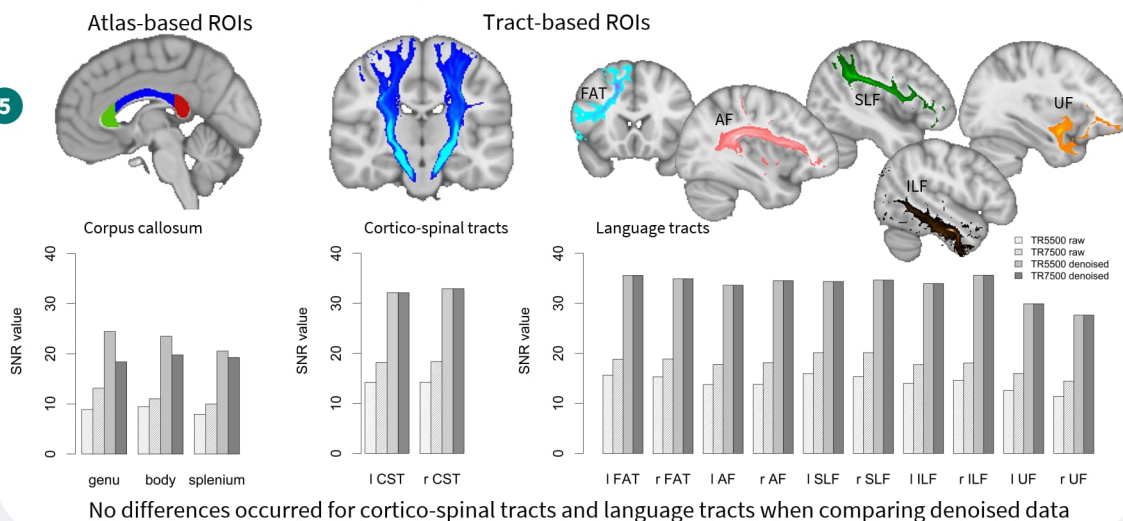 Atlas-based ROIs
Tract-based ROIs
5
FAT
AF
SLF
UF
ILF
Corpus callosum
Cortico-spinal tracts
Language tracts
TR5500 raw
TR7500 raw
TR5500 denoised
TR7500 denoised
SNR value
40
30
20
10
0
genu body splenium
SNR value
40
30
20
10
0
l CST r CST
SNR value
40
30
20
10
0
l FAT r FAT l AF r AF l SLF r SLF l ILF r ILF l UF r UF
No differences occurred for cortico-spinal tracts and language tracts when comparing denoised data